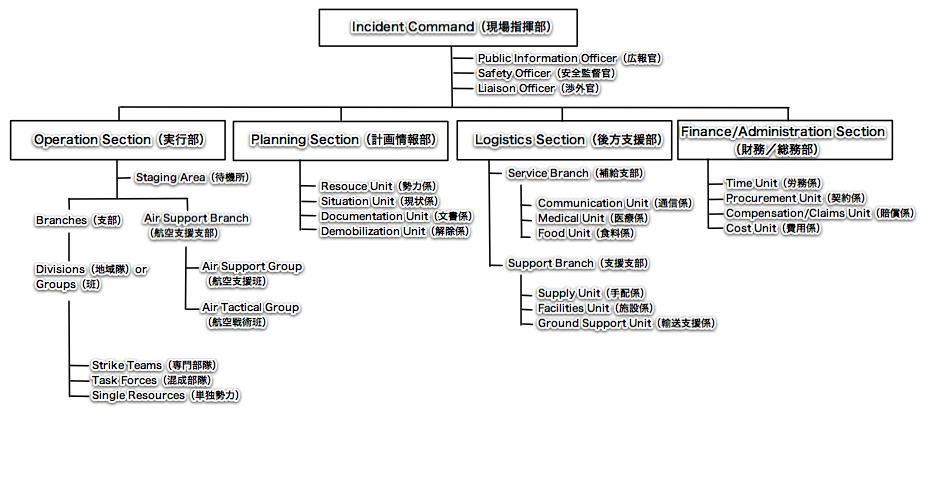 Incident Command（現場指揮部）
Public Information Officer（広報官）
Safety Officer（安全監督官）
Liaison Officer（渉外官）
Operation Section（実行部）
Staging Area（待機所）
Branches（支部）
Air Support Branch
（航空支援支部）
Divisions（地域隊）or
Groups（班）
Air Support Group
（航空支援班）
Air Tactical Group
（航空戦術班）
Strike Teams（専門部隊）
Task Forces（混成部隊）
Single Resources（単独勢力）
Planning Section（計画情報部）
Resouce Unit（勢力係）
Situation Unit（現状係）
Documentation Unit（文書係）
Demobilization Unit（解除係）
Logistics Section（後方支援部）
Service Branch（補給支部）
Communication Unit（通信係）
Medical Unit（医療係）
Food Unit（食料係）
Support Branch（支援支部）
Supply Unit（手配係）
Facilities Unit（施設係）
Ground Support Unit（輸送支援係）
Finance/Administration Section
（財務／総務部）
Time Unit（労務係）
Procurement Unit（契約係）
Compensation/Claims Unit（賠償係）
Cost Unit（費用係）